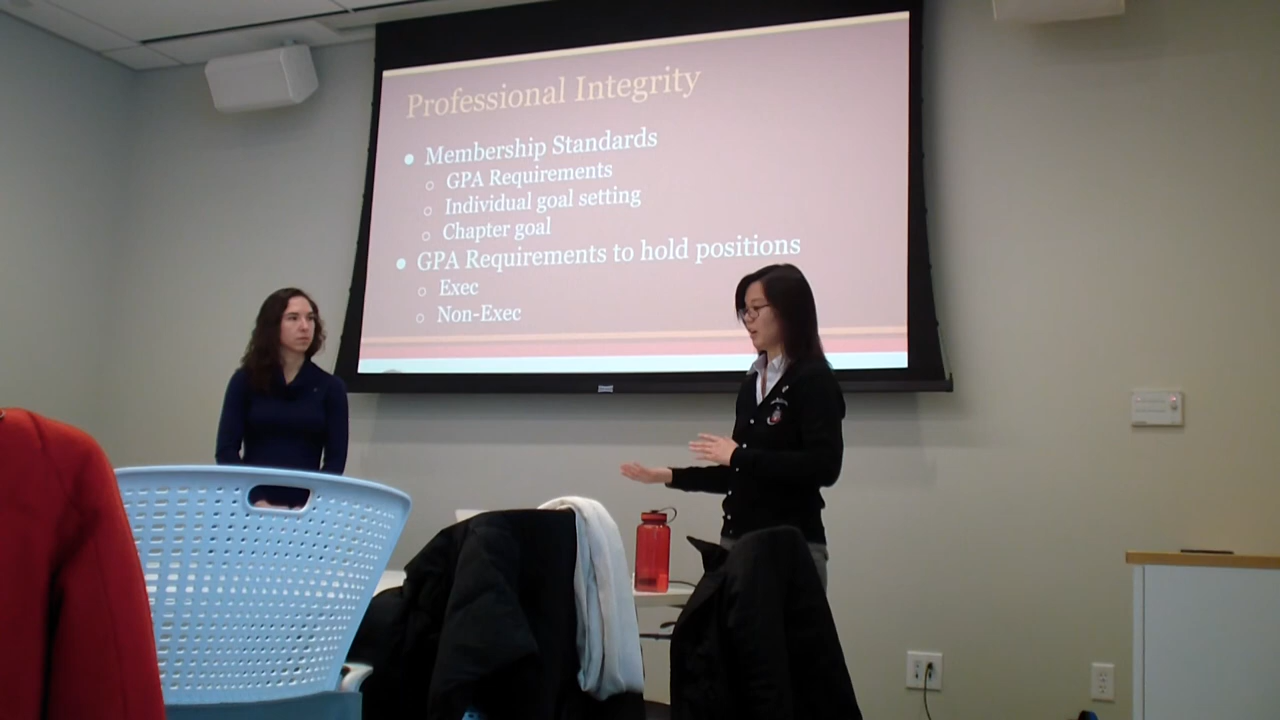 Professional Integrity
● Membership Standards
○ GPA Requirements
○ Individual goal setting
○ Chapter goal
● GPA Requirements to hold positions
○ Exec
○ Non-Exec